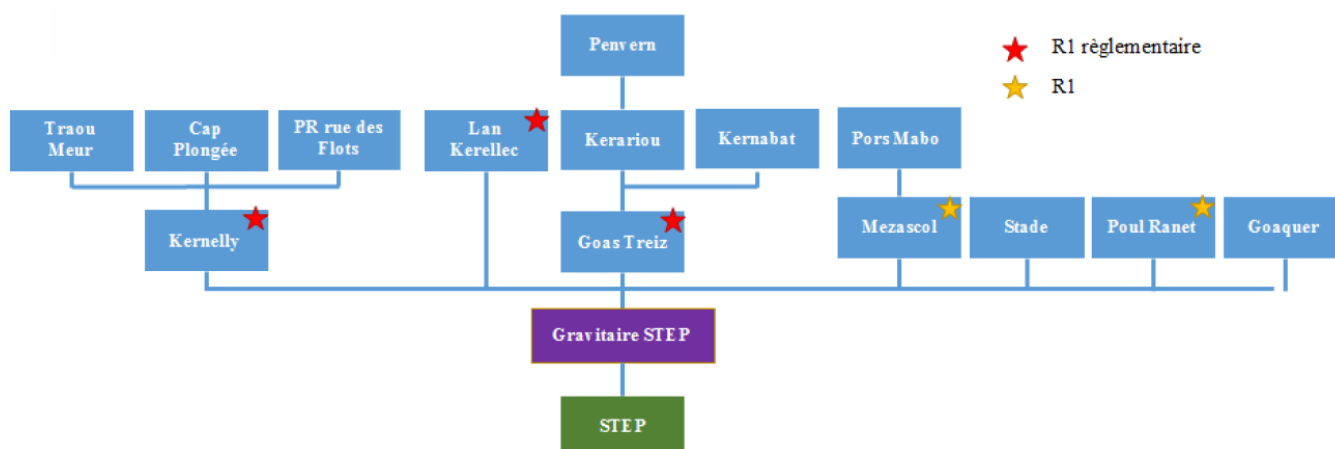 Penvern
R1 règlementaire
R1
Traou
Meur
Cap
Plongée
PR rue des
Flots
Lan
Kerellec
Kerariou
Kernabat
Pors Mabo
Kernelly
Goas Treiz
Mezascol
Stade
Poul Ranet
Goaquer
Gravitaire STEP
STEP